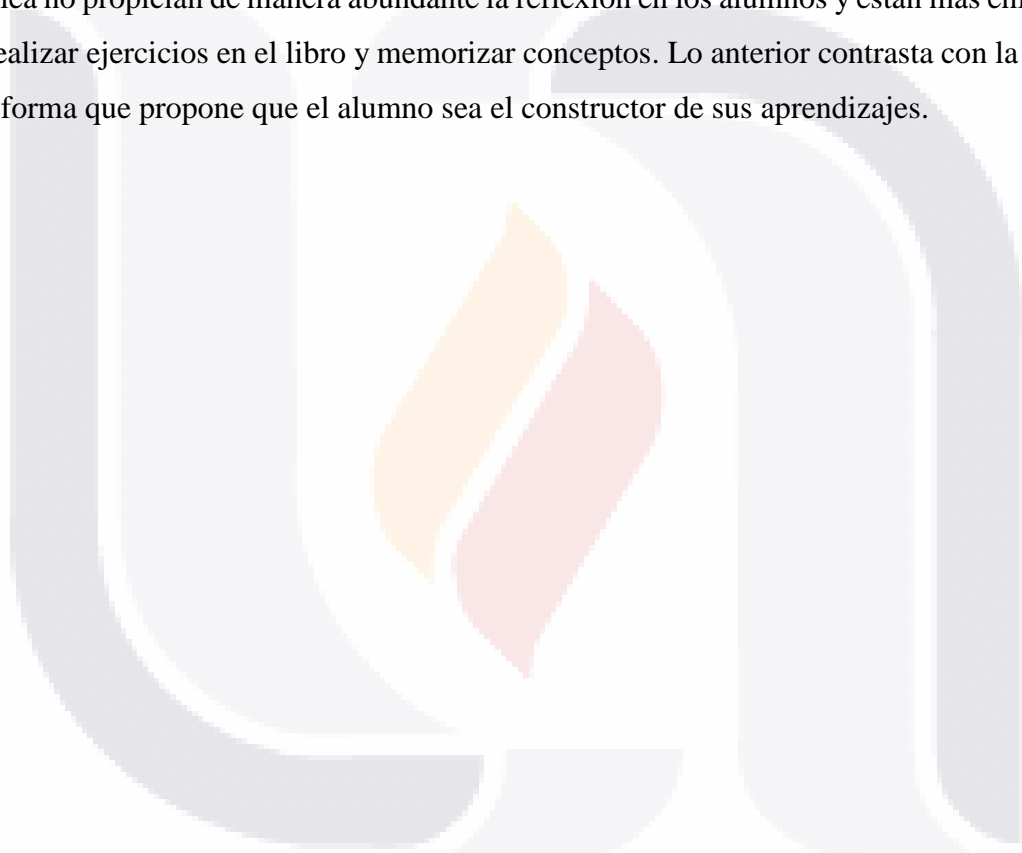 no propician de manera abundante la reflexión en los alumnos y están más
ealizar ejercicios en el libro y memorizar conceptos. Lo anterior contrasta con la
forma que propone que el alumno sea el constructor de sus aprendizajes.